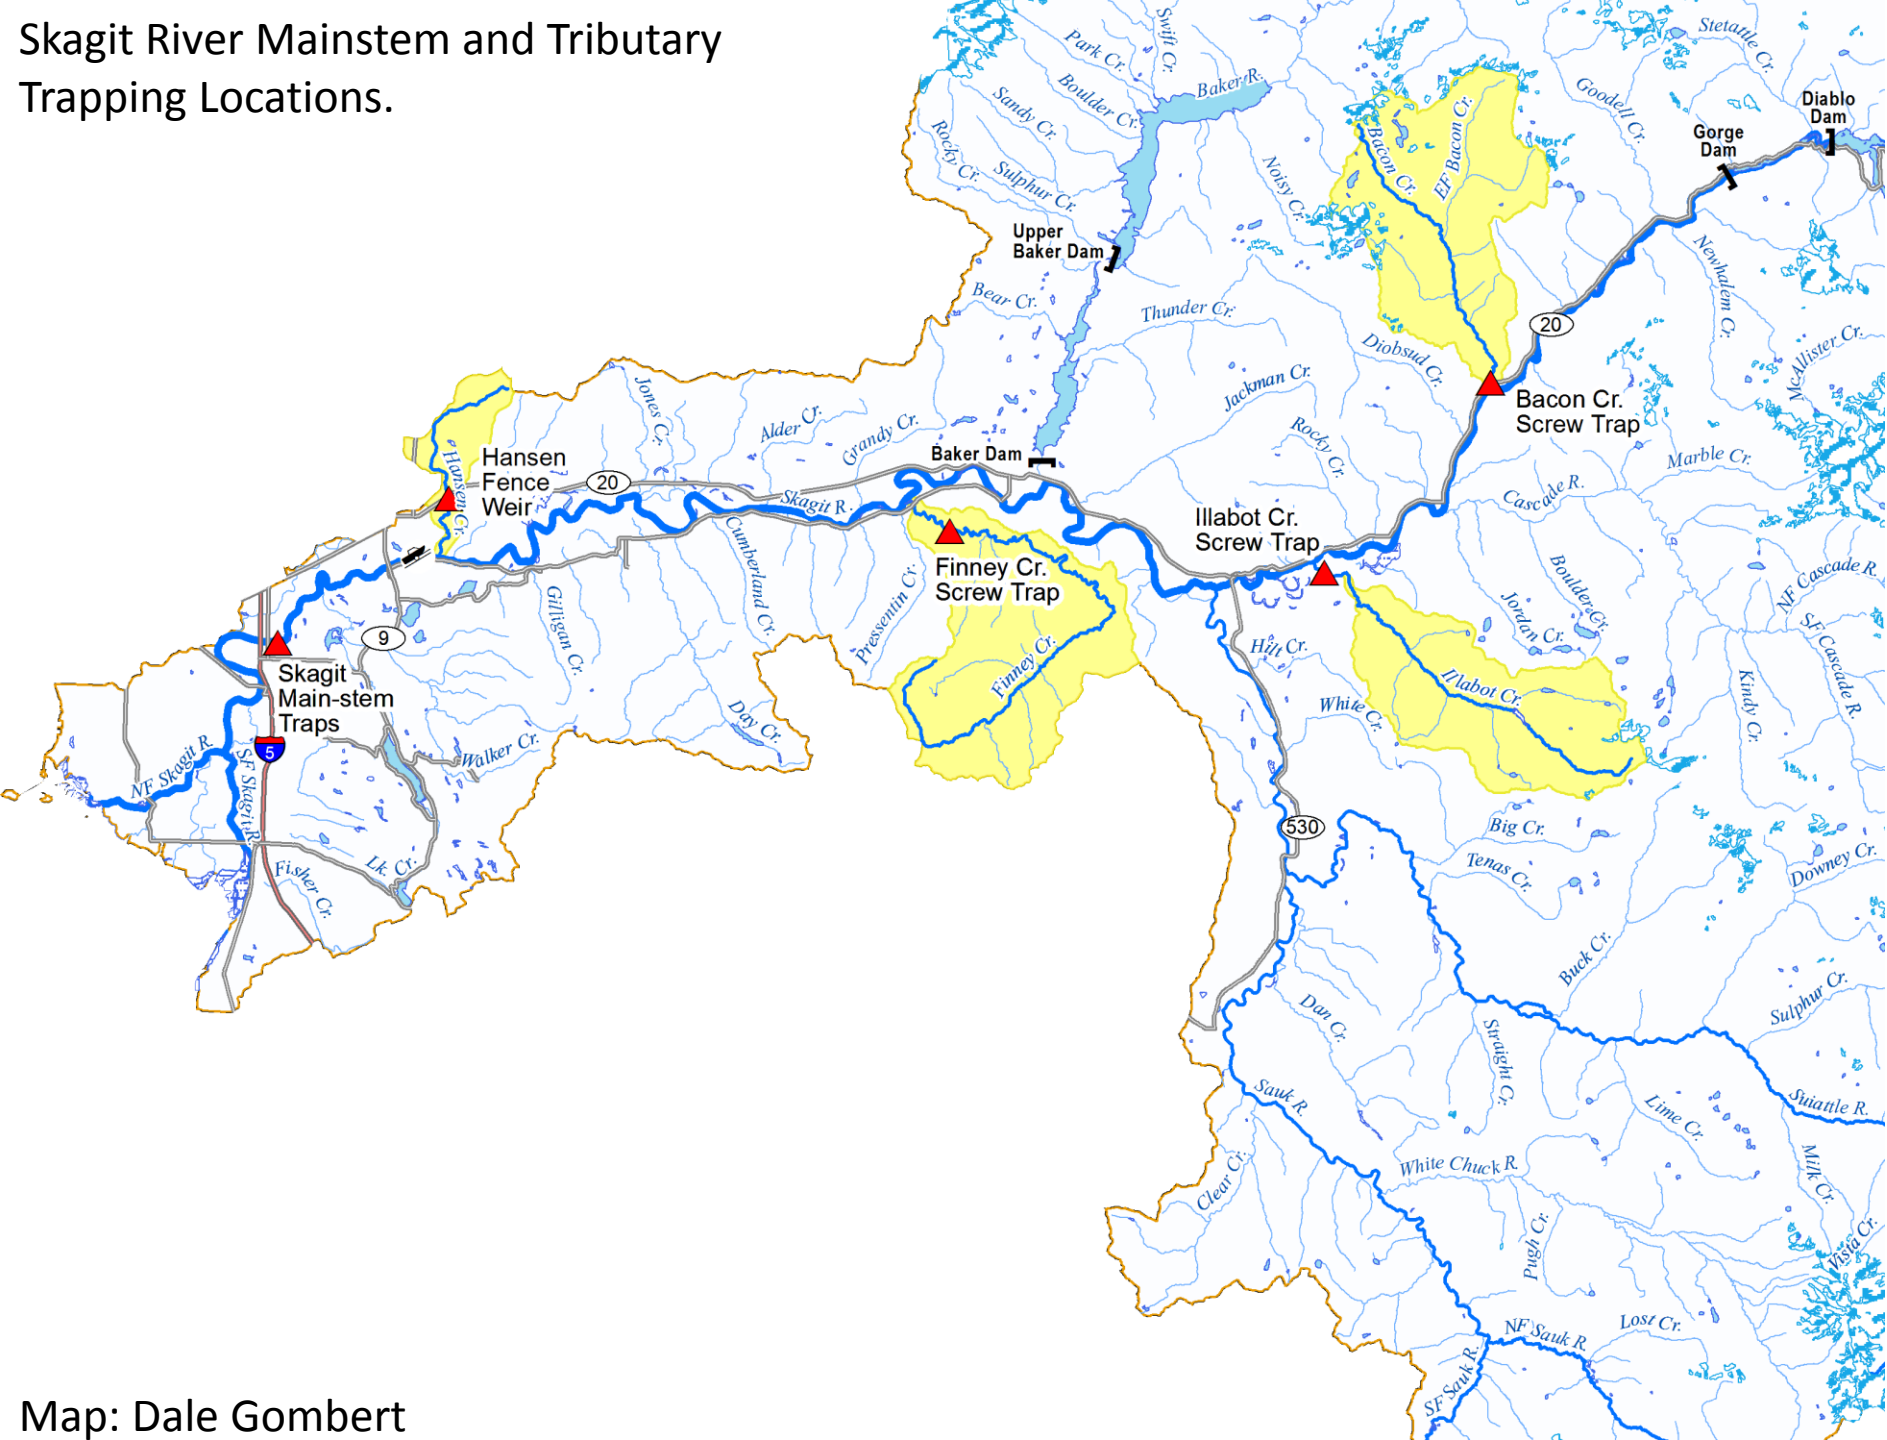 Skagit River Mainstem and Tributary
Trapping Locations.
Park Cr.
Swift Cr.
Baker R.
Boulder Cr.
Sandy Cr.
Rocky Cr.
Sulphur Cr.
Noisy Cr.
Bacon Cr.
EF Bacon Cr.
Goodell Cr.
Stetattle Cr.
Diablo
Dam
Gorge
Dam
Upper
Baker Dam
Bear Cr.
Thunder Cr.
Diobsud Cr.
Newhalem Cr.
McAllister Cr.
20
Bacon Cr.
Screw Trap
Jackman Cr.
Rocky Cr.
Marble Cr.
Cascade R.
Jones Cr.
Alder Cr.
Grandy Cr.
Baker Dam
Hansen
Fence
Weir
Hansen Cr.
20
Skagit R.
Illabot Cr.
Screw Trap
Finney Cr.
Screw Trap
Cumberland Cr.
Pressentin Cr.
Gilligan Cr.
Boulder Cr.
Jordan Cr.
NF Cascade R.
SF Cascade R.
Kindy Cr.
9
Hilt Cr.
Finney Cr.
Illabot Cr.
White Cr.
Skagit
Main-stem
Traps
Day Cr.
Walker Cr.
5
NF Skagit R.
SF Skagit R.
530
Big Cr.
Tenas Cr.
Downey Cr.
Lk. Cr.
Fisher Cr.
Buck Cr.
Sulphur Cr.
Dan Cr.
Straight Cr.
Sauk R.
Lime Cr.
Suiattle R.
White Chuck R.
Milk Cr.
Clear Cr.
Pugh Cr.
Vista Cr.
NF Sauk R.
Lost Cr.
SF Sauk R.
Map: Dale Gombert